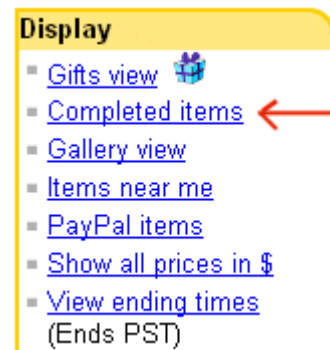 Display
Gifts view
Completed items
Gallery view
Items near me
PayPal items
Show all prices in $
View ending times
(Ends PST)